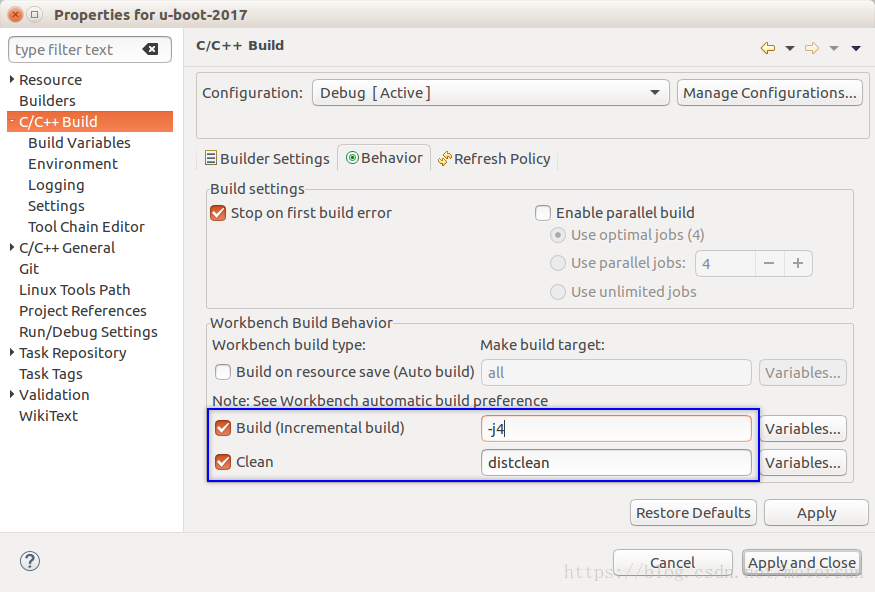 Properties for u-boot-2017
type filter text
Resource
Builders
C/C++ Build
Build Variables
Environment
Logging
Settings
Tool Chain Editor
C/C++ General
Git
Linux Tools Path
Project References
Run/Debug Settings
Task Repository
Task Tags
Validation
WikiText
C/C++ Build
Configuration: Debug [ Active ] Manage Configurations...
Builder Settings Behavior Refresh Policy
Build settings
Stop on first build error Enable parallel build
Use optimal jobs (4)
Use parallel jobs: 4
Use unlimited jobs
Workbench Build Behavior
Workbench build type: Make build target:
Build on resource save (Auto build) all Variables...
Note: See Workbench automatic build preference
Build (Incremental build) -j4 Variables...
Clean distclean Variables...
Restore Defaults Apply
Cancel Apply and Close
https://blog.csdn.net/motersun